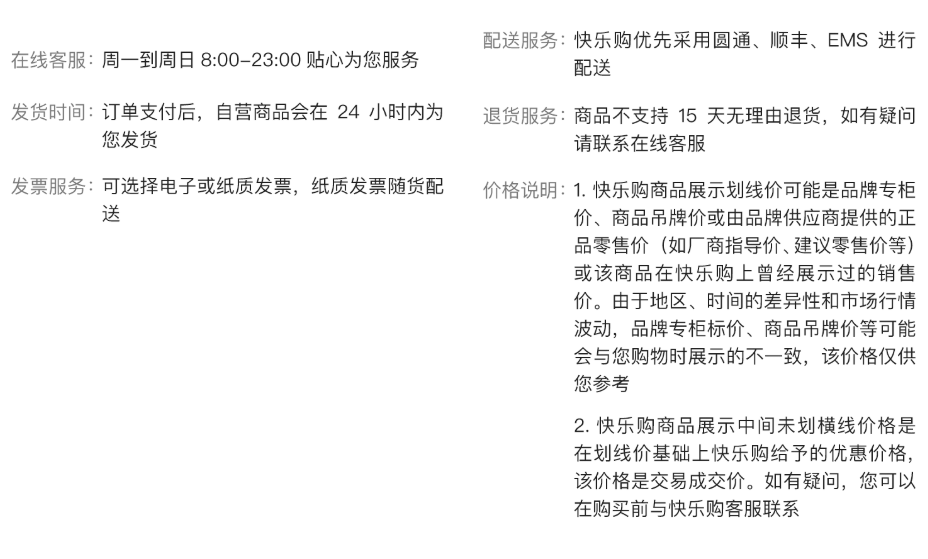 在线客服：周一到周日 8:00-23:00 贴心为您服务
发货时间：订单支付后，自营商品会在 24 小时内为
您发货
发票服务：可选择电子或纸质发票，纸质发票随货配
送
配送服务：快乐购优先采用圆通、顺丰、EMS 进行
配送
退货服务：商品不支持 15 天无理由退货，如有疑问
请联系在线客服
价格说明：1. 快乐购商品展示划线价可能是品牌专柜
价、商品吊牌价或由品牌供应商提供的正
品零售价（如厂商指导价、建议零售价等）
或该商品在快乐购上曾经展示过的销售
价。由于地区、时间的差异性和市场行情
波动，品牌专柜标价、商品吊牌价等可能
会与您购物时展示的不一致，该价格仅供
您参考
2. 快乐购商品展示中间未划横线价格是
在划线价基础上快乐购给予的优惠价格，
该价格是交易成交价。如有疑问，您可以
在购买前与快乐购客服联系